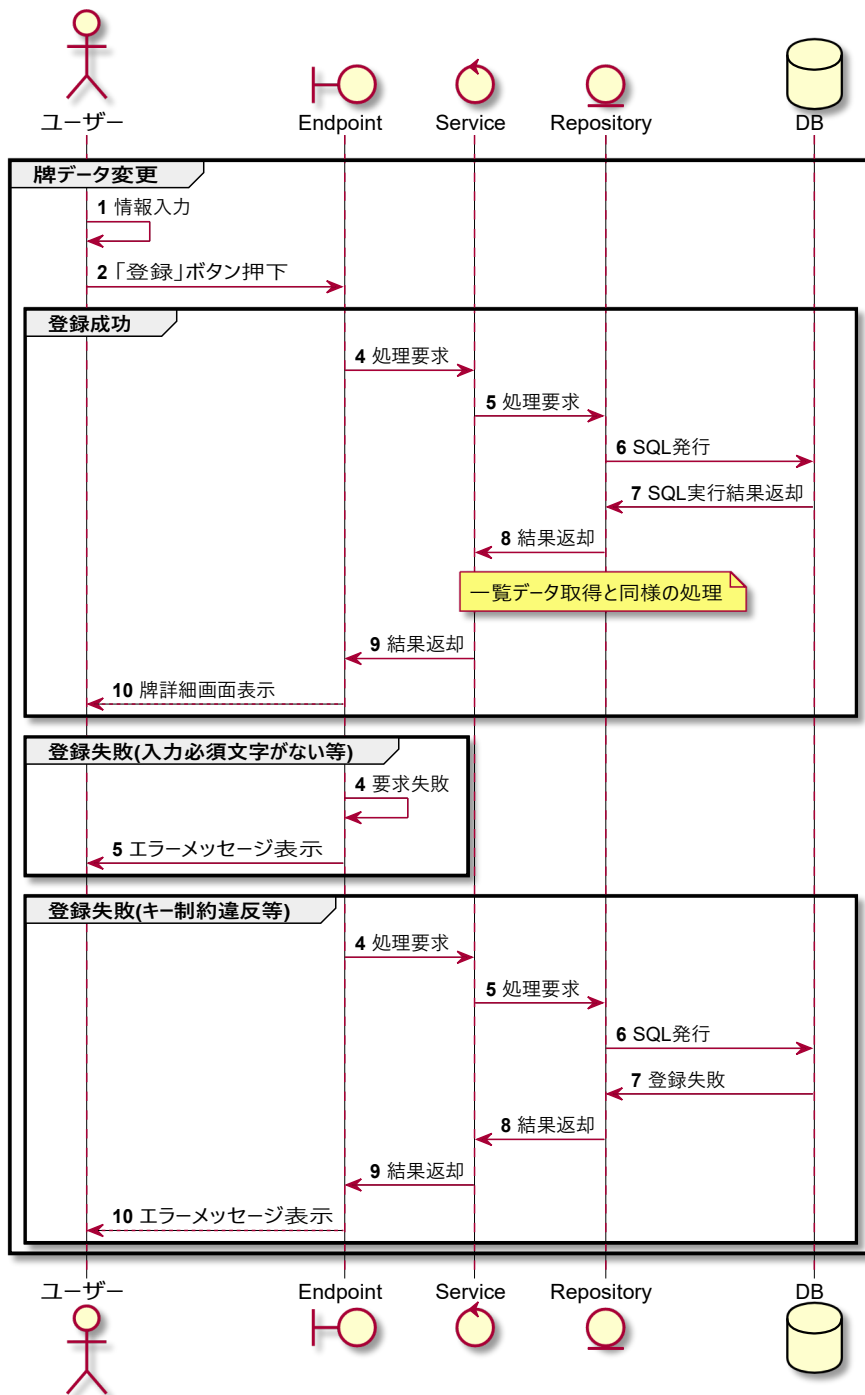 ユーザー
Endpoint
Service
Repository
DB
牌データ変更
1 情報入力
2 「登録」ボタン押下
登録成功
4 処理要求
5 処理要求
6 SQL発行
7 SQL実行結果返却
8 結果返却
一覧データ取得と同様の処理
9 結果返却
10 牌詳細画面表示
登録失敗(入力必須文字がない等)
4 要求失敗
5 エラーメッセージ表示
登録失敗(キー制約違反等)
4 処理要求
5 処理要求
6 SQL発行
7 登録失敗
8 結果返却
9 結果返却
10 エラーメッセージ表示
ユーザー
Endpoint
Service
Repository
DB